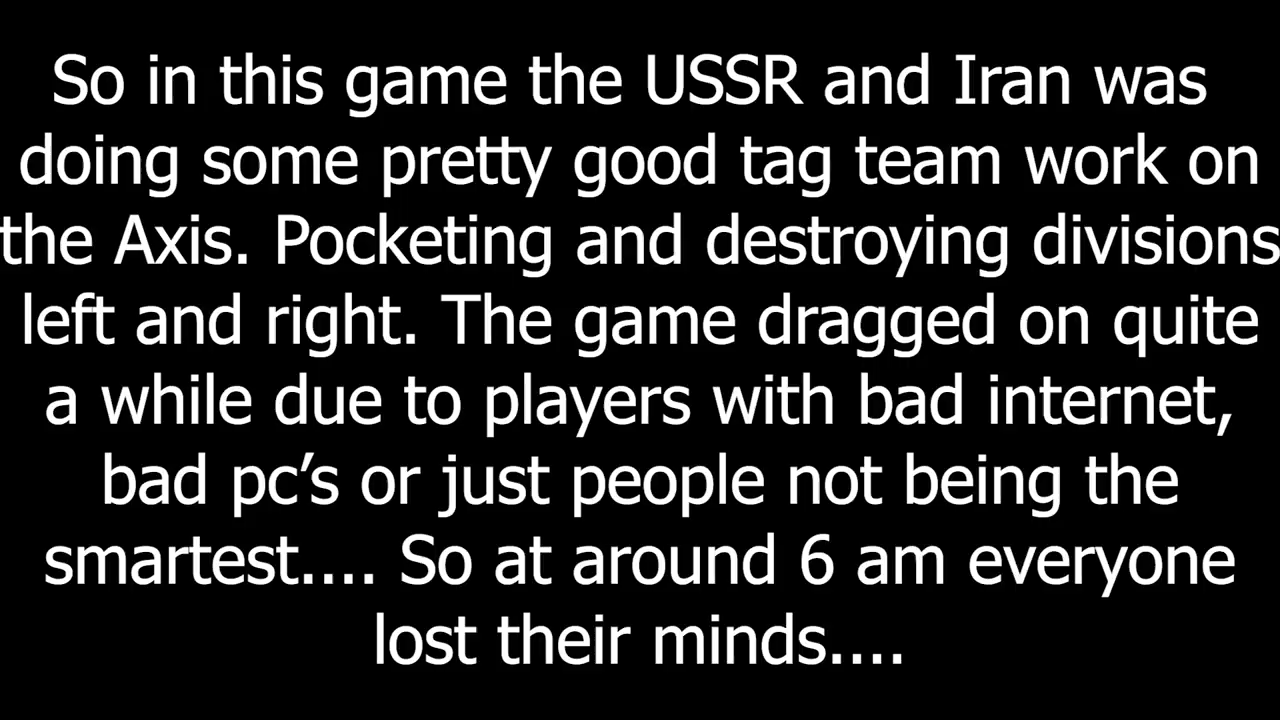 So in this game the USSR and Iran was
doing some pretty good tag team work on
the Axis. Pocketing and destroying divisions
left and right. The game dragged on quite
a while due to players with bad internet,
bad pc’s or just people not being the
smartest.... So at around 6 am everyone
lost their minds....